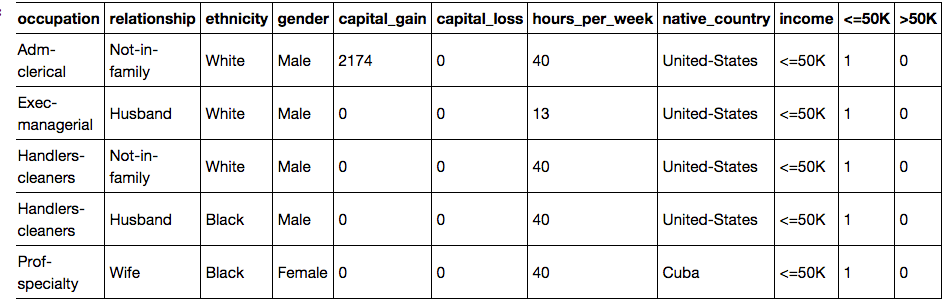 occupation relationship ethnicity gender capital_gain capital_loss hours_per_week native_country income <=50K >50K
Adm-clerical Not-in-family White Male 2174 0 40 United-States <=50K 1 0
Exec-managerial Husband White Male 0 0 13 United-States <=50K 1 0
Handlers-cleaners Not-in-family White Male 0 0 40 United-States <=50K 1 0
Handlers-cleaners Husband Black Male 0 0 40 United-States <=50K 1 0
Prof-specialty Wife Black Female 0 0 40 Cuba <=50K 1 0